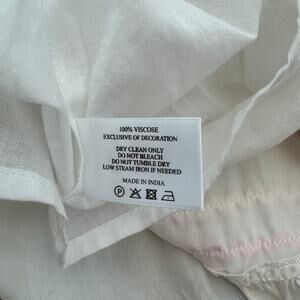 100% VISCOSE
EXCLUSIVE OF DECORATION
DRY CLEAN ONLY
DO NOT BLEACH
DO NOT TUMBLE DRY
LOW STEAM IRON IF NEEDED
MADE IN INDIA
P